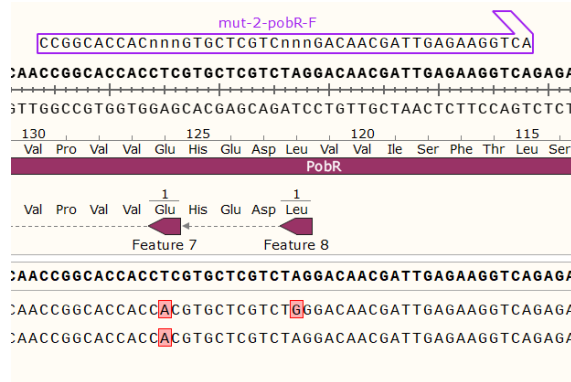 mut-2-pobR-F
CCGGCACCACnnnGTGCTCGTCnnnGACAACGATTGAGAAGGTCA
CAACCGGCACCACCTCGTGCTCGTCTAGGACAACGATTGAGAAGGTCAGAGA
GTTGGCCGTGGTGGAGCACGAGCAGATCCTGTTGCTAACTCTTCCAGTCTCT
130 125 120 115
Val Pro Val Val Glu His Glu Asp Leu Val Val Ile Ser Phe Thr Leu Ser
PobR
1 1
Val Pro Val Val Glu His Glu Asp Leu
Feature 7 Feature 8
CAACCGGCACCACCTCGTGCTCGTCTAGGACAACGATTGAGAAGGTCAGAGA
CAACCGGCACCACCACGTGCTCGTCTGGGACAACGATTGAGAAGGTCAGAGA
CAACCGGCACCACCACGTGCTCGTCTAGGACAACGATTGAGAAGGTCAGAGA